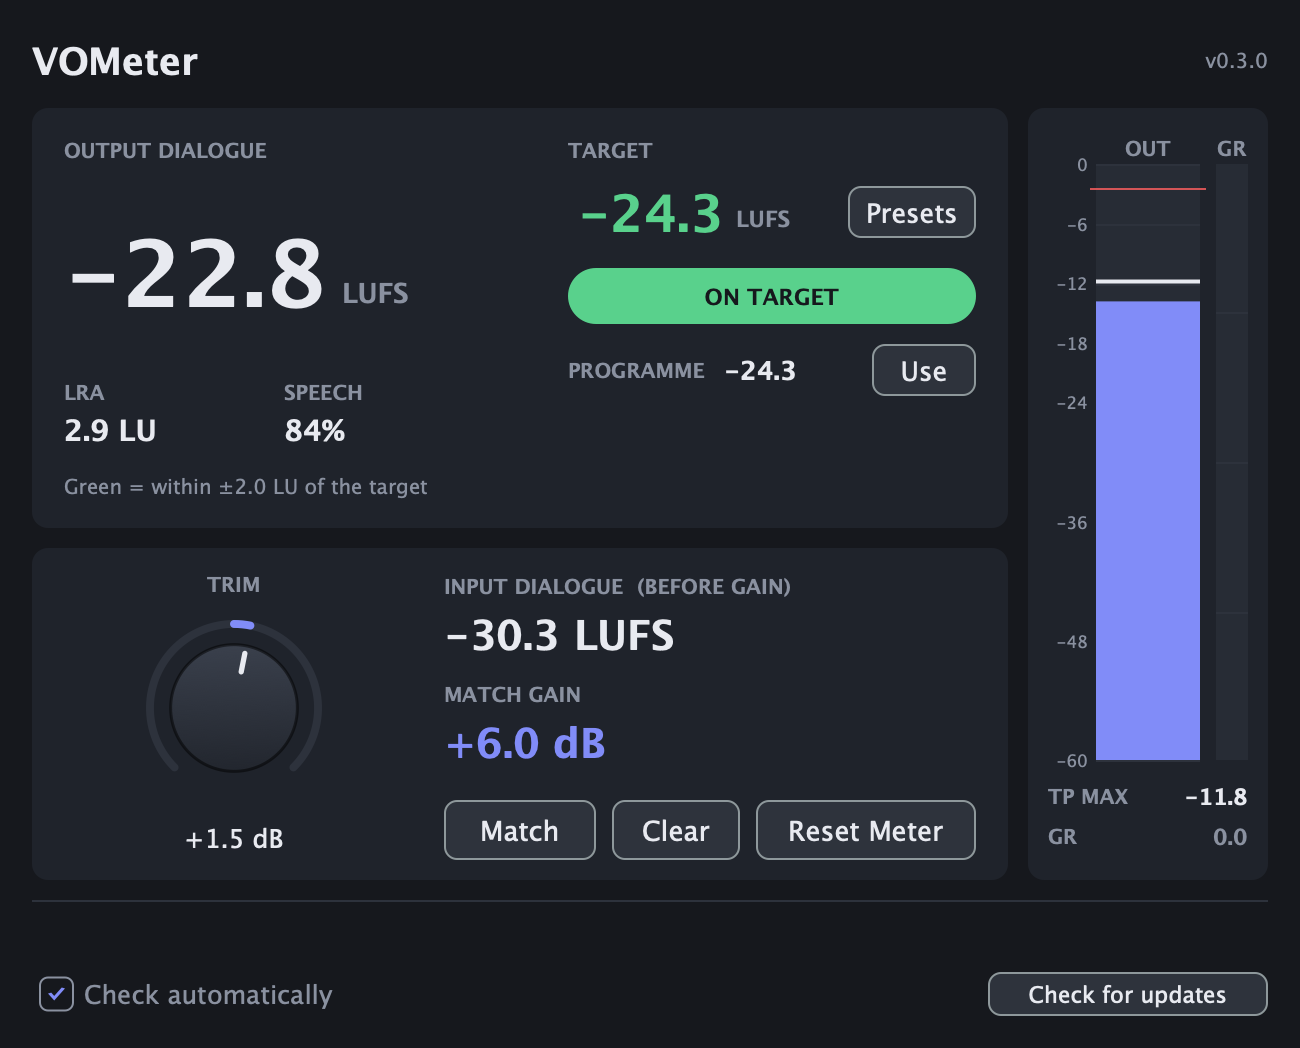 VOMeter
v0.3.0
OUTPUT DIALOGUE
-22.8 LUFS
LRA
2.9 LU
SPEECH
84%
Green = within ±2.0 LU of the target
TARGET
-24.3 LUFS
Presets
ON TARGET
PROGRAMME -24.3
Use
OUT
GR
0
-6
-12
-18
-24
-36
-48
-60
TP MAX -11.8
GR 0.0
TRIM
+1.5 dB
INPUT DIALOGUE (BEFORE GAIN)
-30.3 LUFS
MATCH GAIN
+6.0 dB
Match
Clear
Reset Meter
Check automatically
Check for updates